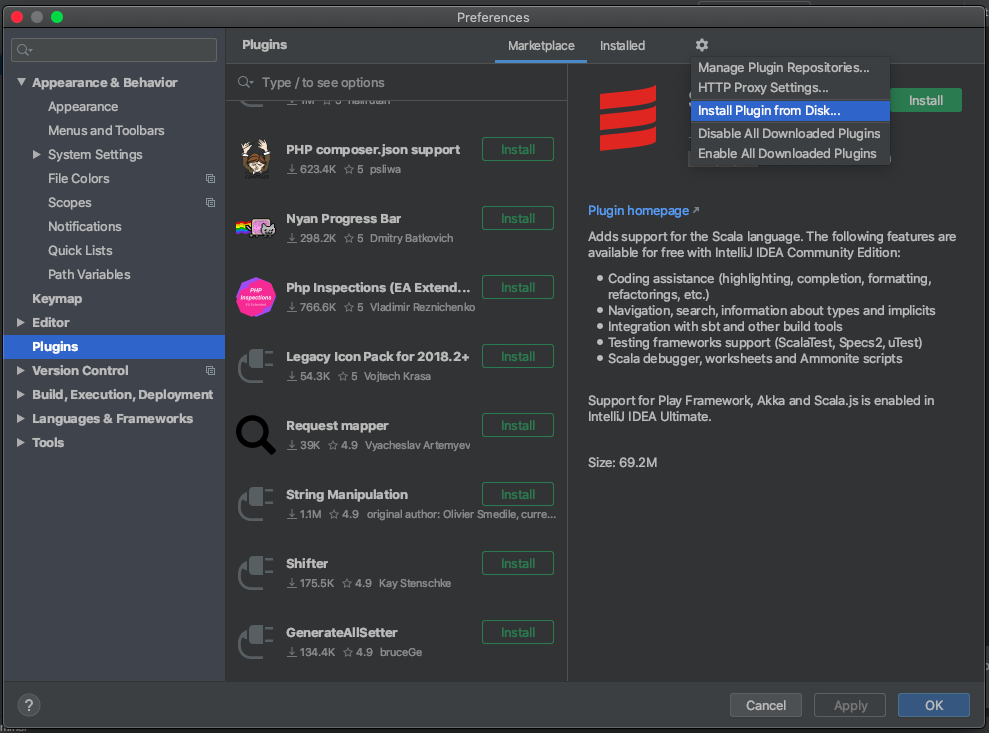 Preferences
Appearance & Behavior
Appearance
Menus and Toolbars
System Settings
File Colors
Scopes
Notifications
Quick Lists
Path Variables
Keymap
Editor
Plugins
Version Control
Build, Execution, Deployment
Languages & Frameworks
Tools
Plugins
Marketplace
Installed
Type / to see options
PHP composer.json support
Install
623.4K 5 psliwa
Nyan Progress Bar
Install
298.2K 5 Dmitry Batkovich
PHP
inspections
Php Inspections (EA Extend...
Install
766.6K 5 Vladimir Reznichenko
Legacy Icon Pack for 2018.2+
Install
54.3K 5 Vojtech Krasa
Request mapper
Install
39K 4.9 Vyacheslav Artemyev
String Manipulation
Install
1.1M 4.9 original author: Olivier Smedile, curre...
Shifter
Install
175.5K 4.9 Kay Stenschke
GenerateAllSetter
Install
134.4K 4.9 bruceGe
Manage Plugin Repositories...
HTTP Proxy Settings...
Install Plugin from Disk...
Disable All Downloaded Plugins
Enable All Downloaded Plugins
Install
Plugin homepage
Adds support for the Scala language. The following features are
available for free with IntelliJ IDEA Community Edition:
• Coding assistance (highlighting, completion, formatting,
refactorings, etc.)
• Navigation, search, information about types and implicits
• Integration with sbt and other build tools
• Testing frameworks support (ScalaTest, Specs2, uTest)
• Scala debugger, worksheets and Ammonite scripts
Support for Play Framework, Akka and Scala.js is enabled in
IntelliJ IDEA Ultimate.
Size: 69.2M
?
Cancel
Apply
OK